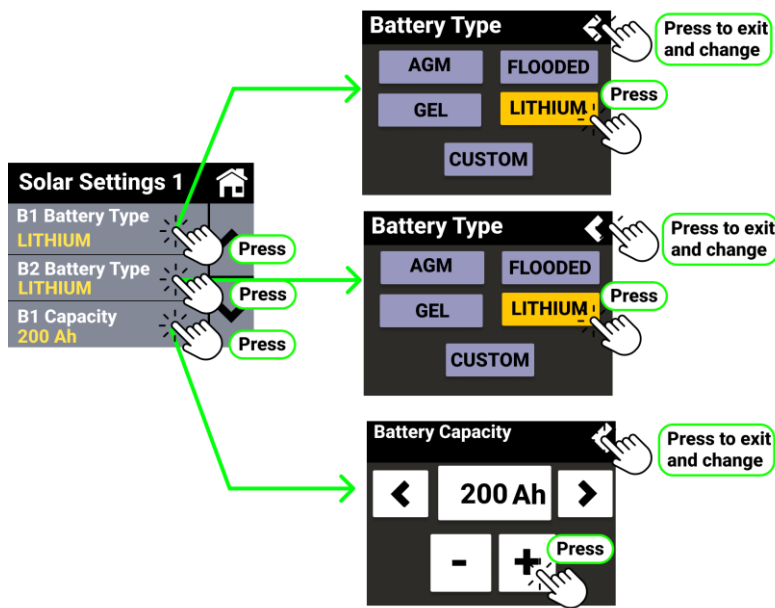 Battery Type
Press to exit
and change
AGM
FLOODED
Press
GEL
LITHIUM
CUSTOM
Solar Settings 1
B1 Battery Type
LITHIUM
Press
B2 Battery Type
LITHIUM
Press
B1 Capacity
200 Ah
Press
Battery Type
Press to exit
and change
AGM
FLOODED
Press
GEL
LITHIUM
CUSTOM
Battery Capacity
Press to exit
and change
<
200 Ah
>
-
+
Press